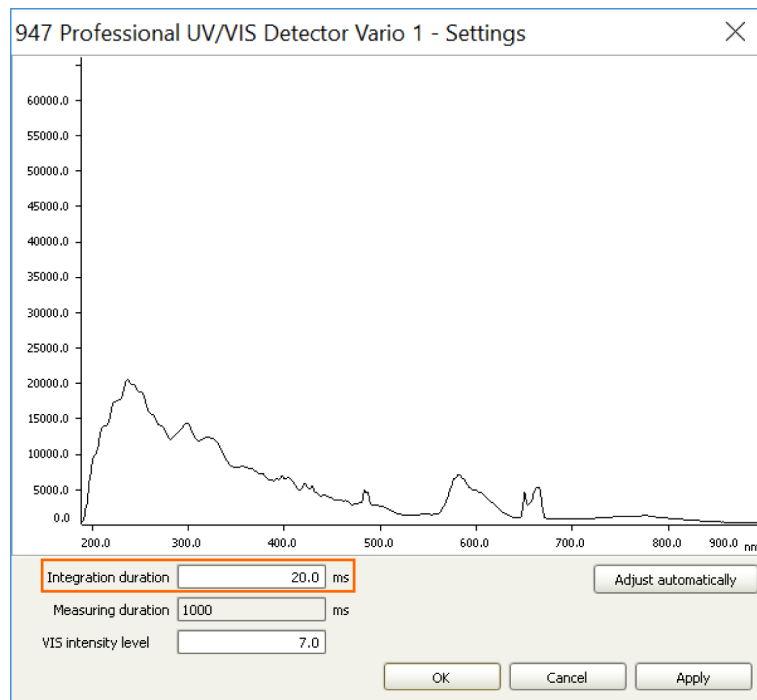 947 Professional UV/VIS Detector Vario 1 - Settings
60000.0
55000.0
50000.0
45000.0
40000.0
35000.0
30000.0
25000.0
20000.0
15000.0
10000.0
5000.0
0.0
200.0 300.0 400.0 500.0 600.0 700.0 800.0 900.0 nm
Integration duration 20.0 ms Adjust automatically
Measuring duration 1000 ms
VIS intensity level 7.0
OK Cancel Apply